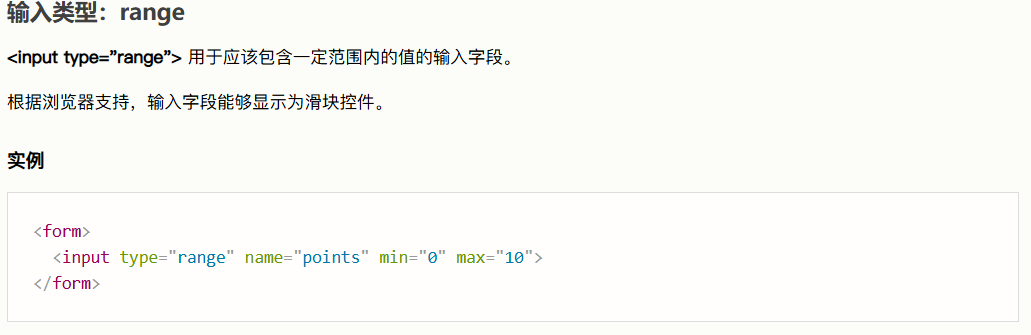 输入类型：range
<input type=”range”> 用于应该包含一定范围内的值的输入字段。
根据浏览器支持，输入字段能够显示为滑块控件。
实例
<form>
  <input type="range" name="points" min="0" max="10">
</form>